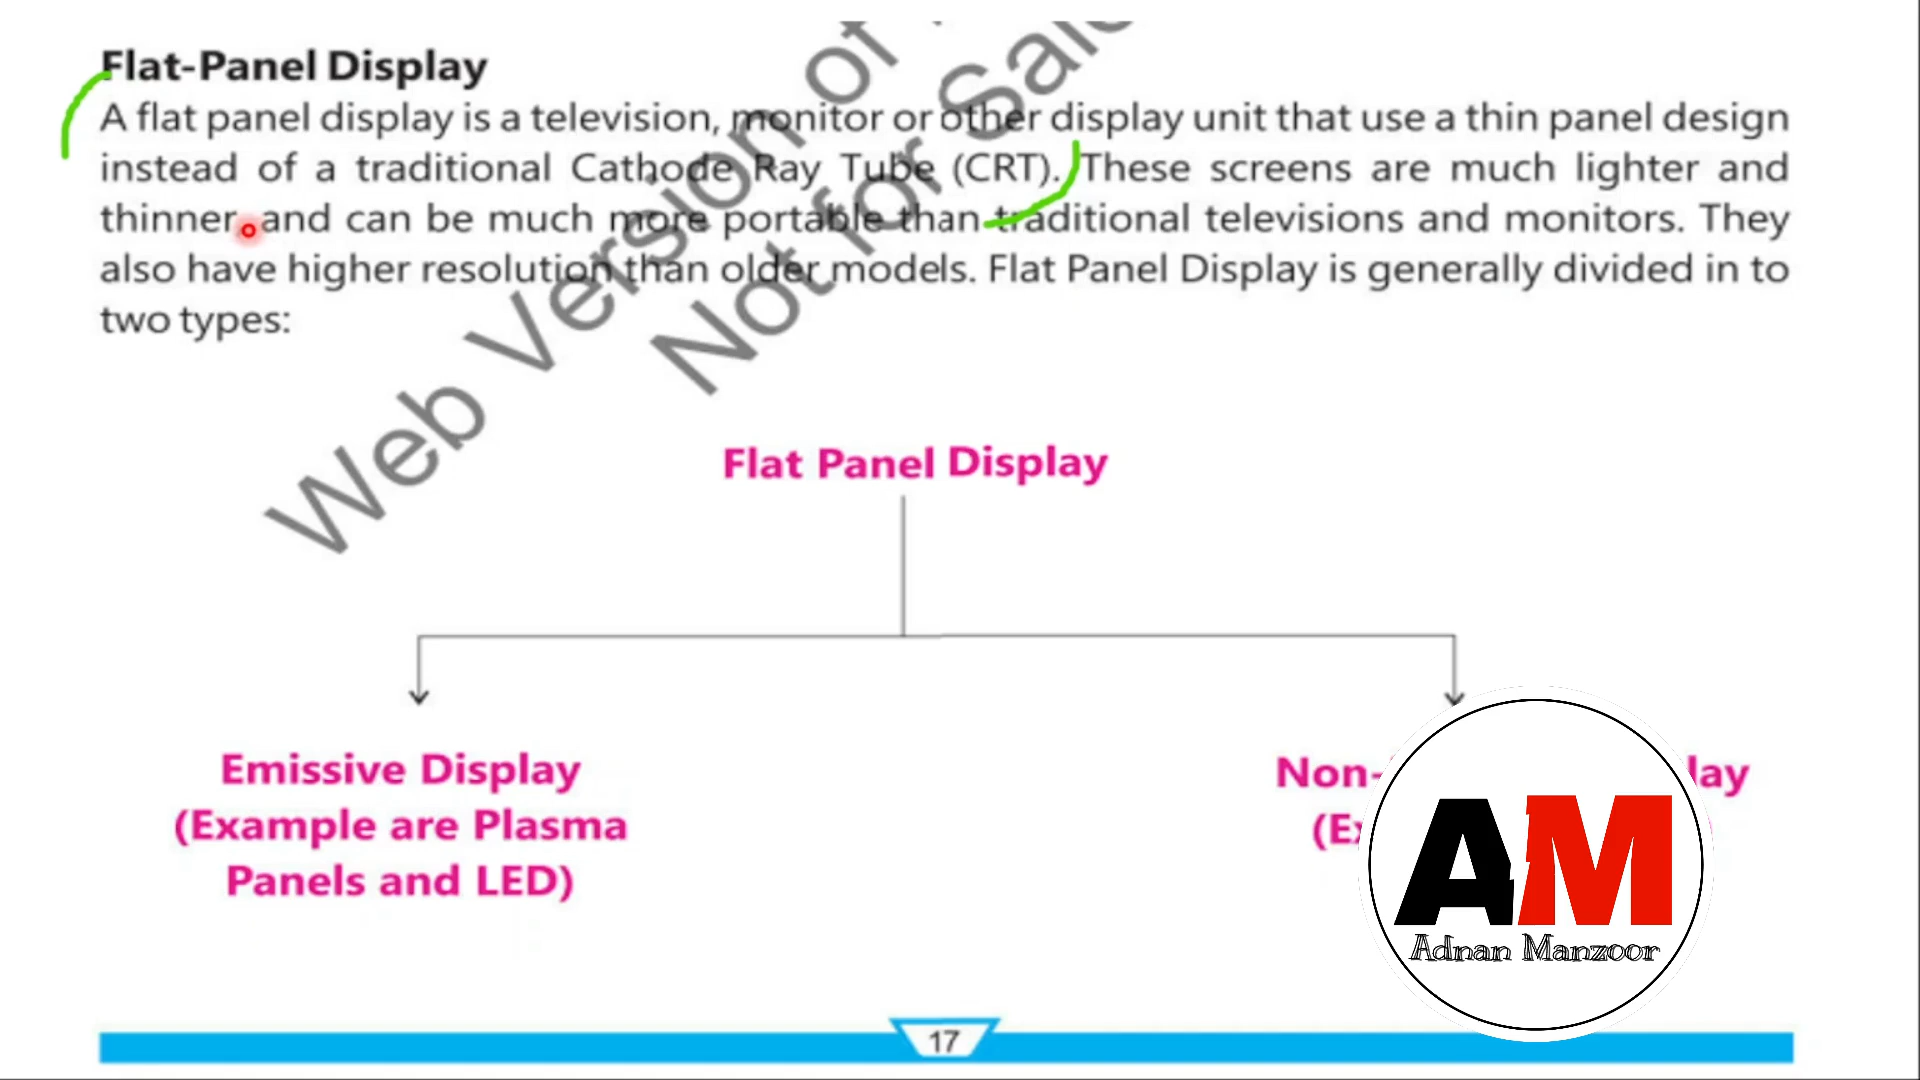 Flat-Panel Display
A flat panel display is a television, monitor or other display unit that use a thin panel design
instead of a traditional Cathode Ray Tube (CRT). These screens are much lighter and
thinner, and can be much more portable than traditional televisions and monitors. They
also have higher resolution than older models. Flat Panel Display is generally divided in to
two types:
Web Version of
Not for Sale
Flat Panel Display
Emissive Display
(Example are Plasma
Panels and LED)
Non-
AM
Adnan Manzoor
17